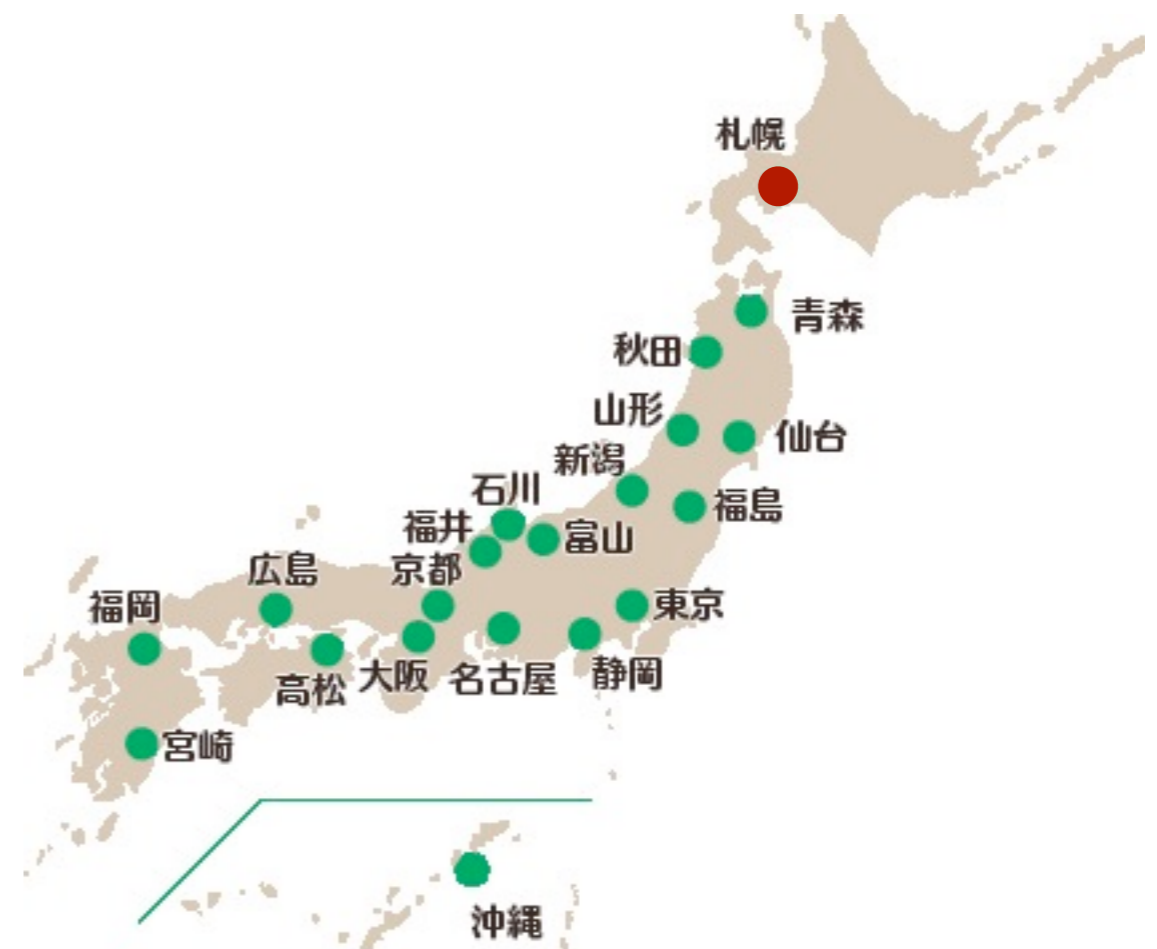 札幌
青森
秋田
山形
仙台
新潟
石川
福島
福井
富山
京都
広島
福岡
東京
大阪
名古屋
静岡
高松
宮崎
沖縄